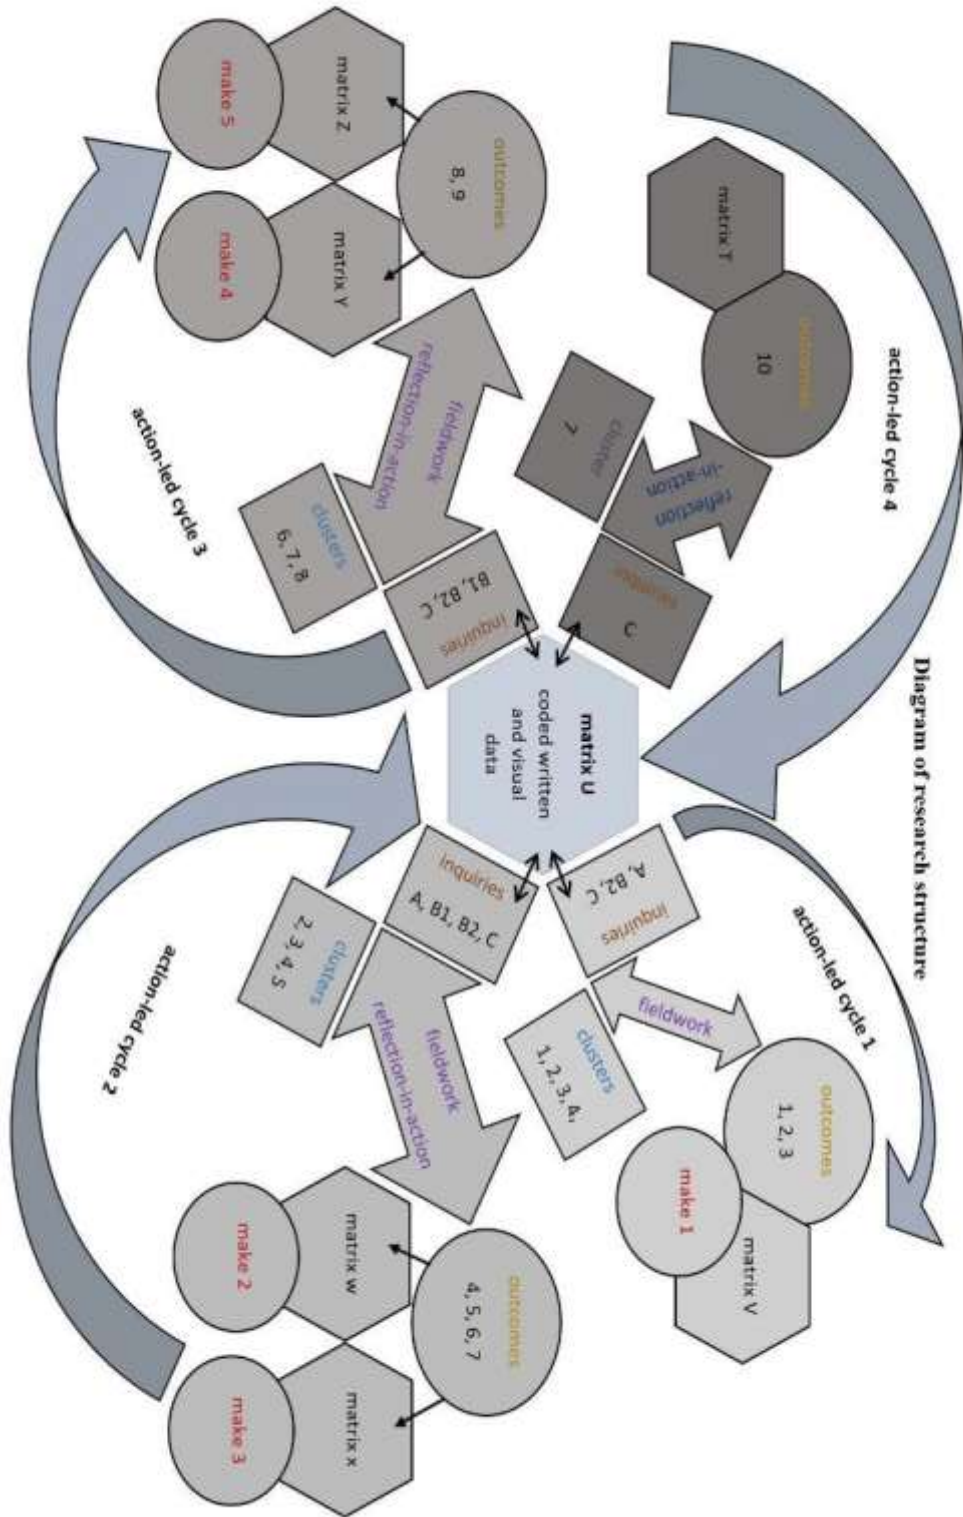 Diagram of research structure
action-led cycle 4
action-led cycle 1
matrix T
outcomes
10
reflection
-in-action
cluster
7
inquiries
C
matrix U
coded written
and visual
data
inquiries
A, B2, C
fieldwork
clusters
1, 2, 3, 4,
outcomes
1, 2, 3
make 1
matrix V
outcomes
8, 9
matrix Z
make 5
matrix Y
make 4
fieldwork
reflection-in-action
inquiries
B1, B2, C
clusters
6, 7, 8
action-led cycle 3
inquiries
A, B1, B2, C
clusters
2, 3, 4, 5
fieldwork
reflection-in-action
outcomes
4, 5, 6, 7
matrix w
make 2
matrix x
make 3
action-led cycle 2